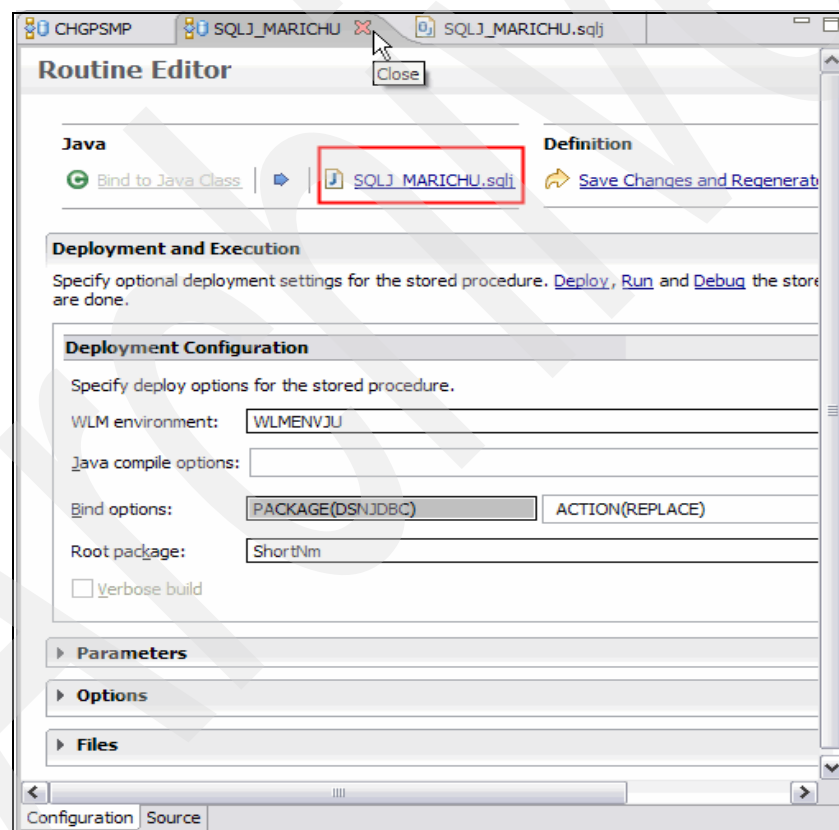 CHGPSMP SQLJ_MARICHU SQLJ_MARICHU.sqlj
Close
Routine Editor
Java Definition
Bind to Java Class SQLJ_MARICHU.sqlj Save Changes and Regenerat
Deployment and Execution
Specify optional deployment settings for the stored procedure. Deploy, Run and Debug the store
are done.
Deployment Configuration
Specify deploy options for the stored procedure.
WLM environment: WLMENVJU
Java compile options:
Bind options: PACKAGE(DSNJDBC) ACTION(REPLACE)
Root package: ShortNm
Verbose build
Parameters
Options
Files
Configuration Source